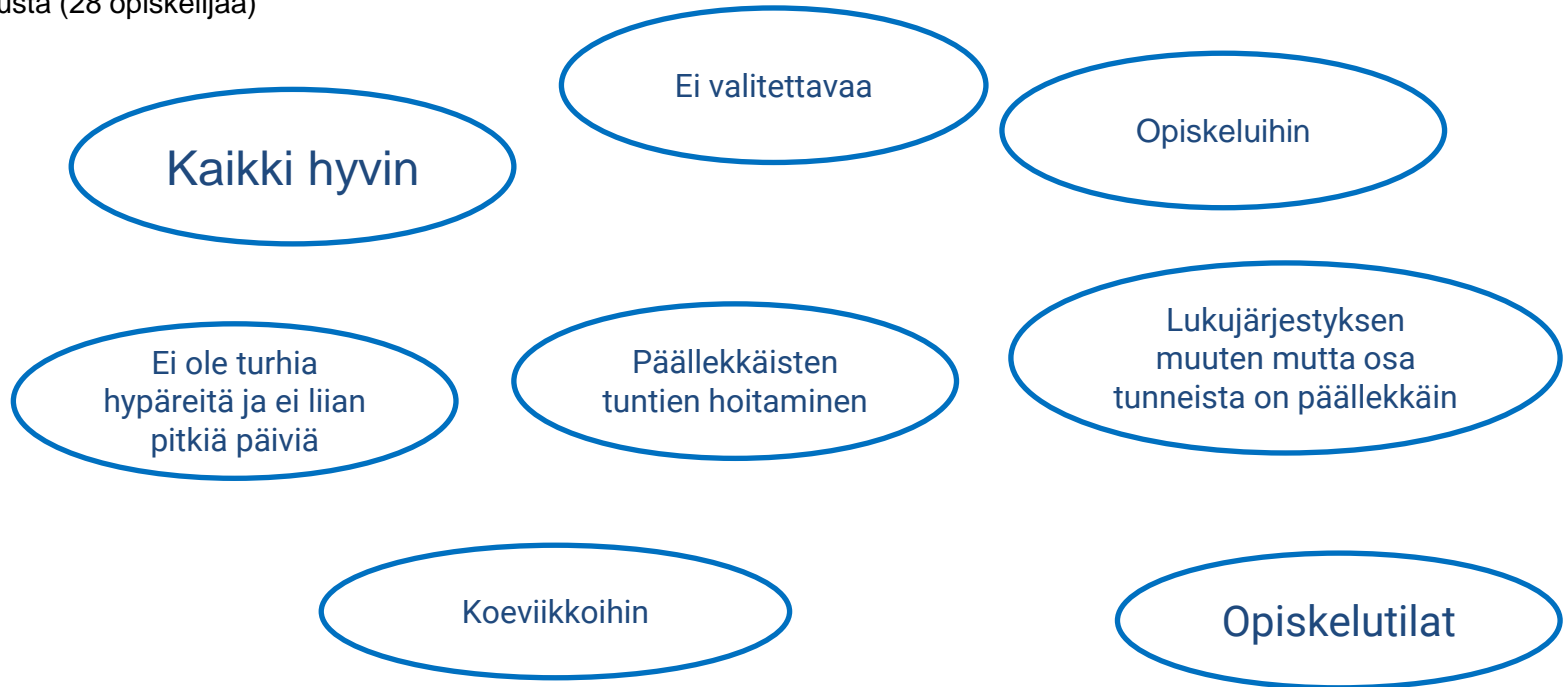 (28 opiskelijaa)
Ei valitettavaa
Opiskeluihin
Kaikki hyvin
Ei ole turhia
hypäreitä ja ei liian
pitkiä päiviä
Päällekkäisten
tuntien hoitaminen
Lukujärjestyksen
muuten mutta osa
tunneista on päällekkäin
Koeviikkoihin
Opiskelutilat